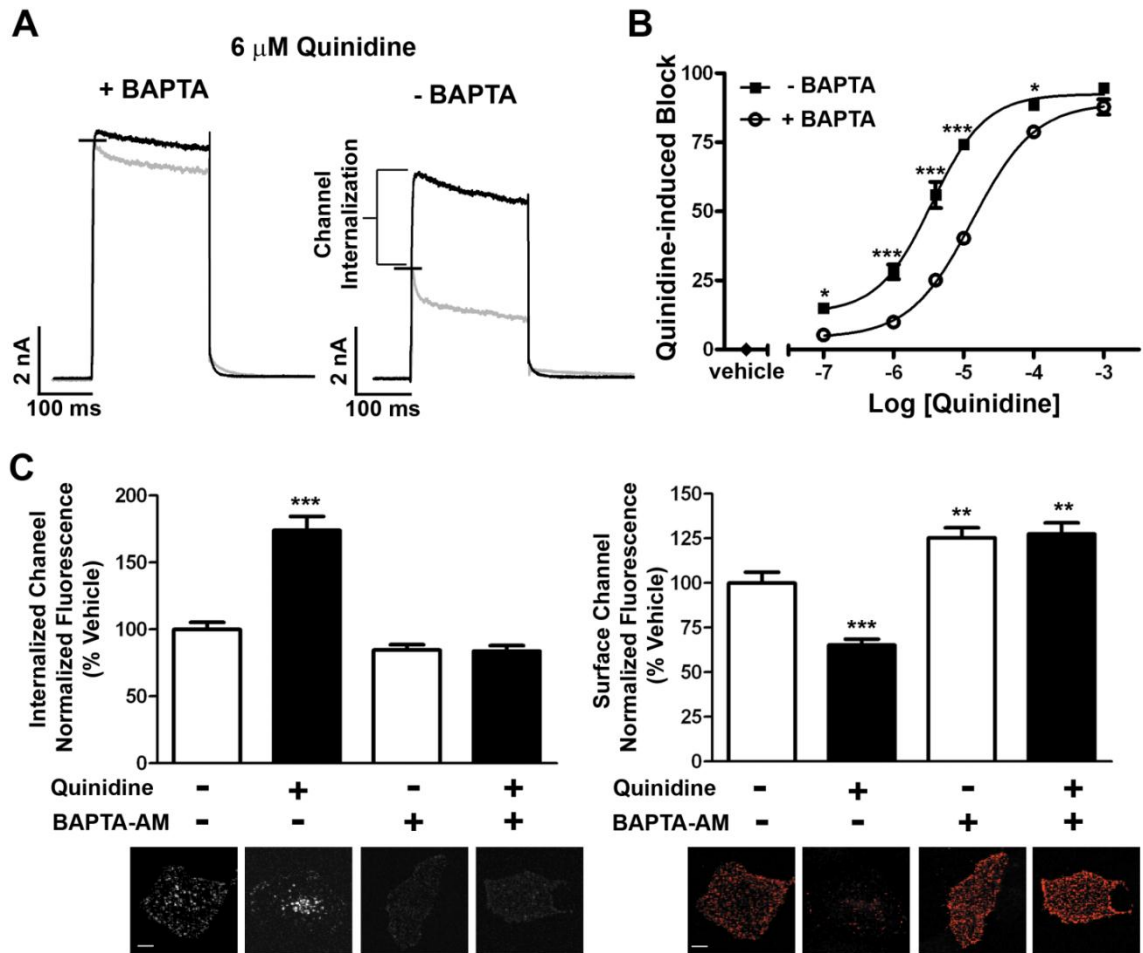 A
6 μM Quinidine
+ BAPTA
- BAPTA
Channel
Internalization
2 nA
100 ms
2 nA
100 ms
B
- BAPTA
+ BAPTA
Quinidine-induced Block
100
75
50
25
0
*
***
***
***
*
vehicle
-7
-6
-5
-4
-3
Log [Quinidine]
C
Internalized Chaneel
Normalized Fluorescence
(% Vehicle)
200
150
100
50
0
***
Quinidine - + - +
BAPTA-AM - - + +
Surface Channel
Normalized Fluorescence
(% Vehicle)
150
125
100
75
50
25
0
***
**
**
Quinidine - + - +
BAPTA-AM - - + +